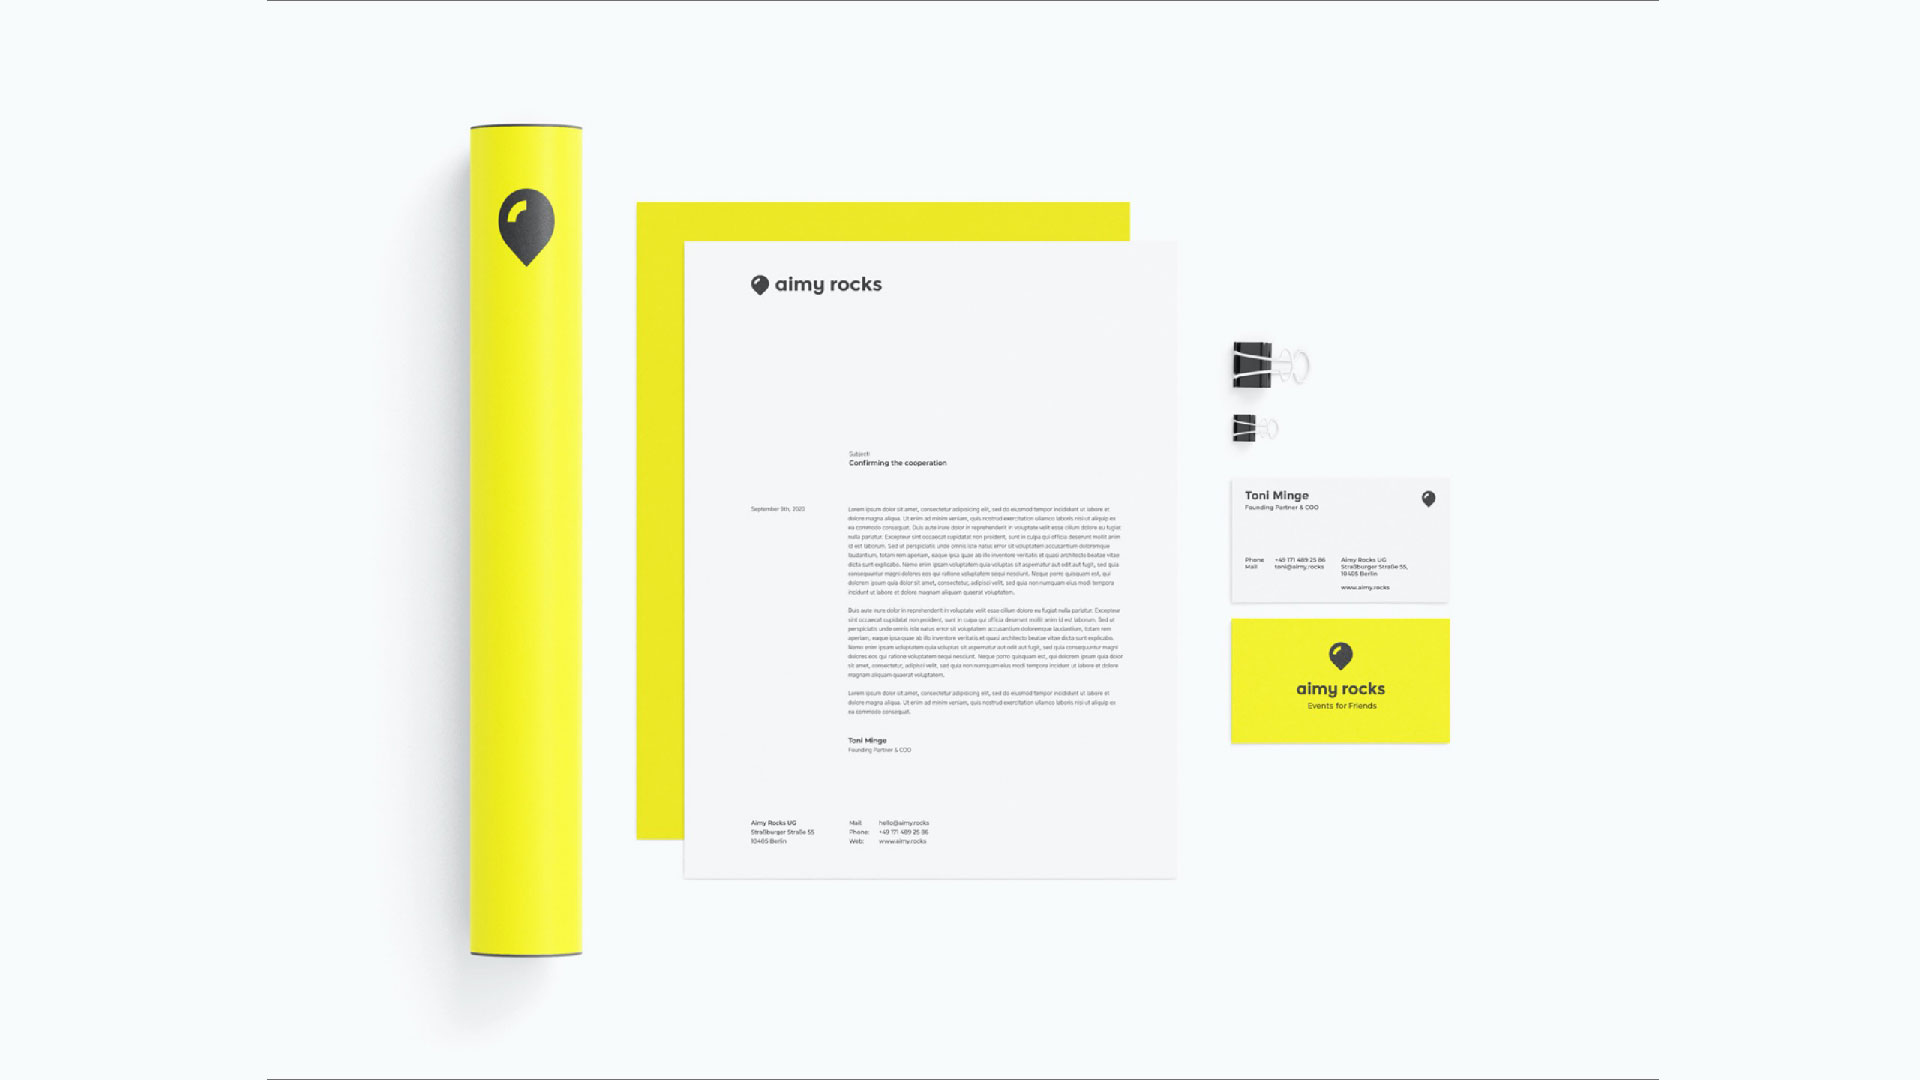 aimy rocks
Subject:
Confirming the cooperation
September 9th, 2020
Lorem ipsum dolor sit amet, consectetur adipiscing elit, sed do eiusmod tempor incididunt ut labore et
dolore magna aliqua. Ut enim ad minim veniam, quis nostrud exercitation ullamco laboris nisi ut aliquip ex
ea commodo consequat. Duis aute irure dolor in reprehenderit in voluptate velit esse cillum dolore eu fugiat
nulla pariatur. Excepteur sint occaecat cupidatat non proident, sunt in culpa qui officia deserunt mollit anim
id est laborum. Sed ut perspiciatis unde omnis iste natus error sit voluptatem accusantium doloremque
laudantium, totam rem aperiam, eaque ipsa quae ab illo inventore veritatis et quasi architecto beatae vitae
dicta sunt explicabo. Nemo enim ipsam voluptatem quia voluptas sit aspernatur aut odit aut fugit, sed quia
consequuntur magni dolores eos qui ratione voluptatem sequi nesciunt. Neque porro quisquam est, qui
dolorem ipsum quia dolor sit amet, consectetur, adipisci velit, sed quia non numquam eius modi tempora
incidunt ut labore et dolore magnam aliquam quaerat voluptatem.
Duis aute irure dolor in reprehenderit in voluptate velit esse cillum dolore eu fugiat nulla pariatur. Excepteur
sint occaecat cupidatat non proident, sunt in culpa qui officia deserunt mollit anim id est laborum. Sed ut
perspiciatis unde omnis iste natus error sit voluptatem accusantium doloremque laudantium, totam rem
aperiam, eaque ipsa quae ab illo inventore veritatis et quasi architecto beatae vitae dicta sunt explicabo.
Nemo enim ipsam voluptatem quia voluptas sit aspernatur aut odit aut fugit, sed quia consequuntur magni
dolores eos qui ratione voluptatem sequi nesciunt. Neque porro quisquam est, qui dolorem ipsum quia dolor
sit amet, consectetur, adipisci velit, sed quia non numquam eius modi tempora incidunt ut labore et dolore
magnam aliquam quaerat voluptatem.
Lorem ipsum dolor sit amet, consectetur adipiscing elit, sed do eiusmod tempor incididunt ut labore et
dolore magna aliqua. Ut enim ad minim veniam, quis nostrud exercitation ullamco laboris nisi ut aliquip ex
ea commodo consequat.
Toni Minge
Founding Partner & COO
Aimy Rocks UG
Straßburger Straße 55
10405 Berlin
Mail: hello@aimy.rocks
Phone: +49 171 489 25 86
Web: www.aimy.rocks
Toni Minge
Founding Partner & COO
Phone +49 171 489 25 86
Mail toni@aimy.rocks
Aimy Rocks UG
Straßburger Straße 55,
10405 Berlin
www.aimy.rocks
aimy rocks
Events for Friends